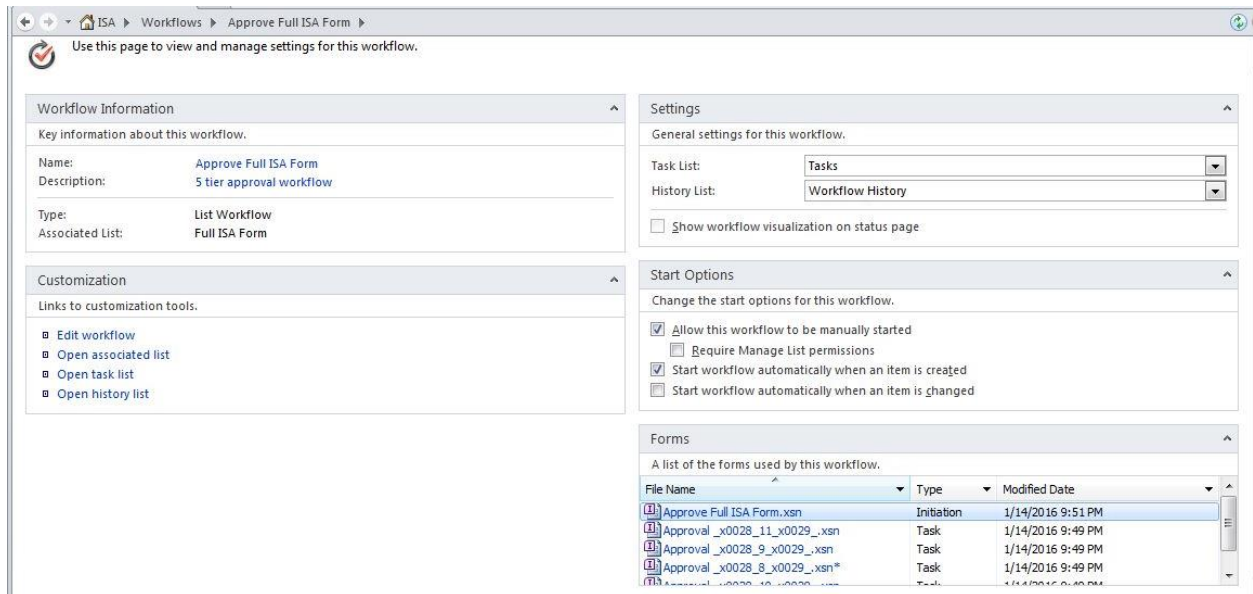 ISA Workflows Approve Full ISA Form
Use this page to view and manage settings for this workflow.
Workflow Information
Key information about this workflow.
Name: Approve Full ISA Form
Description: 5 tier approval workflow
Type: List Workflow
Associated List: Full ISA Form
Customization
Links to customization tools.
Edit workflow
Open associated list
Open task list
Open history list
Settings
General settings for this workflow.
Task List: Tasks
History List: Workflow History
Show workflow visualization on status page
Start Options
Change the start options for this workflow.
Allow this workflow to be manually started
Require Manage List permissions
Start workflow automatically when an item is created
Start workflow automatically when an item is changed
Forms
A list of the forms used by this workflow.
File Name Type Modified Date
Approve Full ISA Form.xsn Initiation 1/14/2016 9:51 PM
Approval _x0028_11_x0029_.xsn Task 1/14/2016 9:49 PM
Approval _x0028_9_x0029_.xsn Task 1/14/2016 9:49 PM
Approval _x0028_8_x0029_.xsn* Task 1/14/2016 9:49 PM